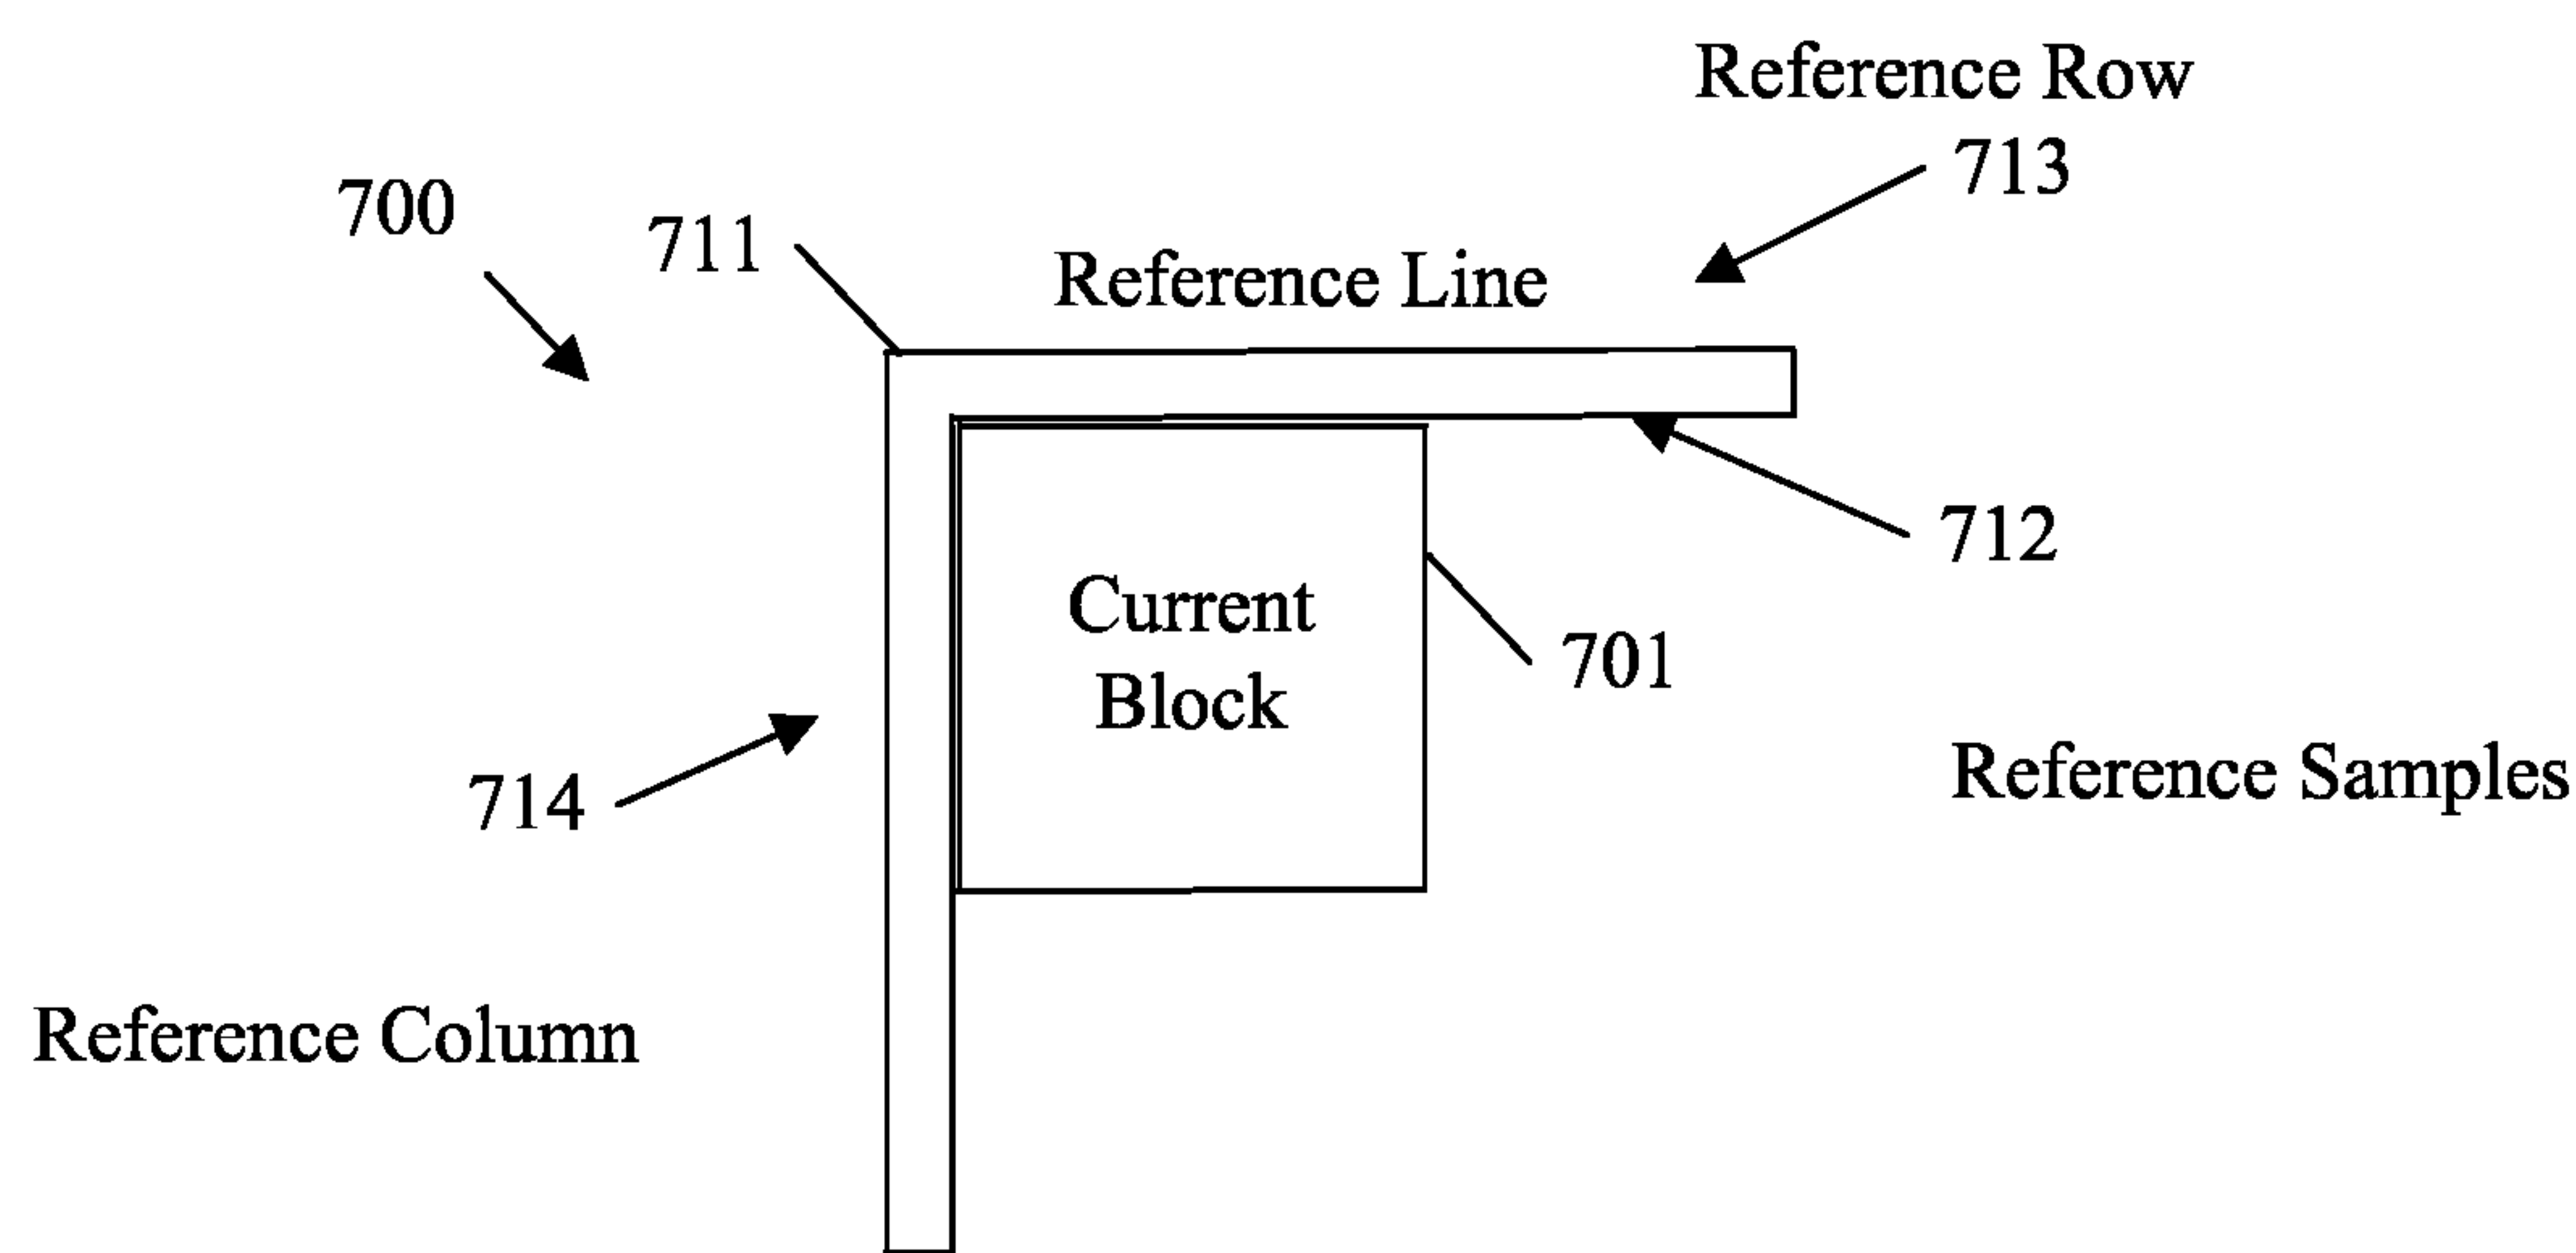 Reference Row
713
700
711
Reference Line
712
Current
Block
701
714
Reference Samples
Reference Column